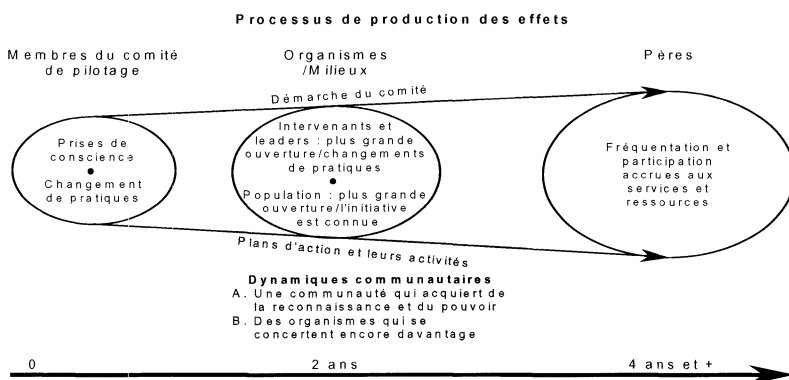 Processus de production des effets
Membres du comité
de pilotage
Organismes
/Milieux
Pères
Démarche du comité
Prises de
conscience
•
Changement
de pratiques
Intervenants et
leaders : plus grande
ouverture/changements
de pratiques
•
Population : plus grande
ouverture/l'initiative
est connue
Fréquentation et
participation
accrues aux
services et
ressources
Plans d'action et leurs activités
Dynamiques communautaires
A. Une communauté qui acquiert de
la reconnaissance et du pouvoir
B. Des organismes qui se
concertent encore davantage
0
2 ans
4 ans et +